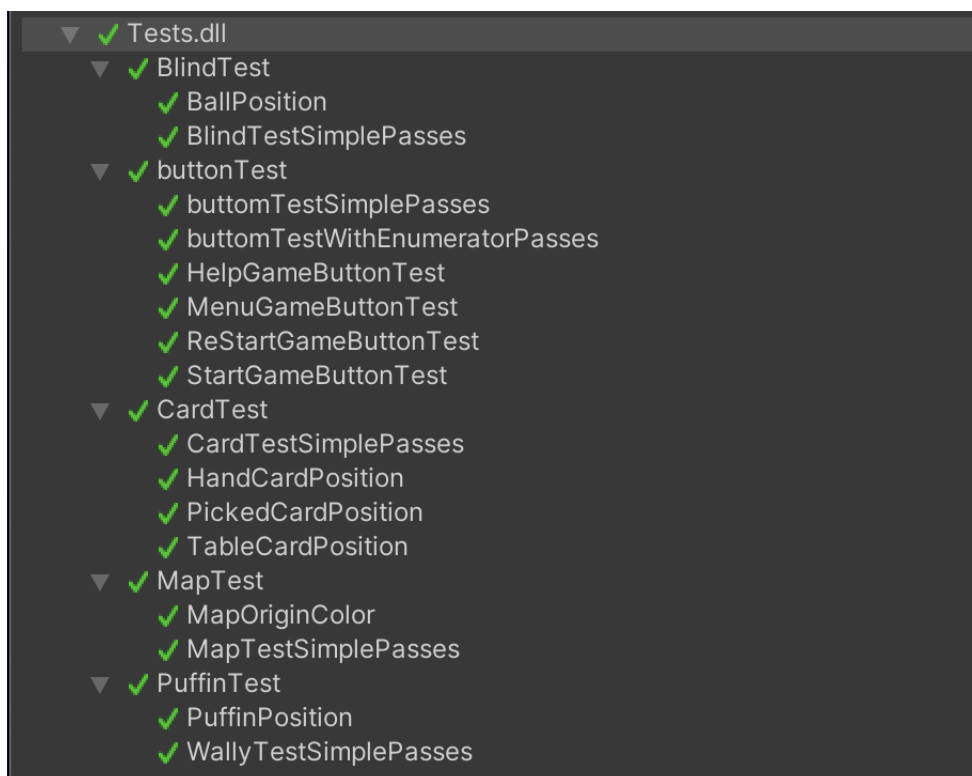 Tests.dll
BlindTest
BallPosition
BlindTestSimplePasses
buttonTest
buttomTestSimplePasses
buttomTestWithEnumeratorPasses
HelpGameButtonTest
MenuGameButtonTest
ReStartGameButtonTest
StartGameButtonTest
CardTest
CardTestSimplePasses
HandCardPosition
PickedCardPosition
TableCardPosition
MapTest
MapOriginColor
MapTestSimplePasses
PuffinTest
PuffinPosition
WallyTestSimplePasses